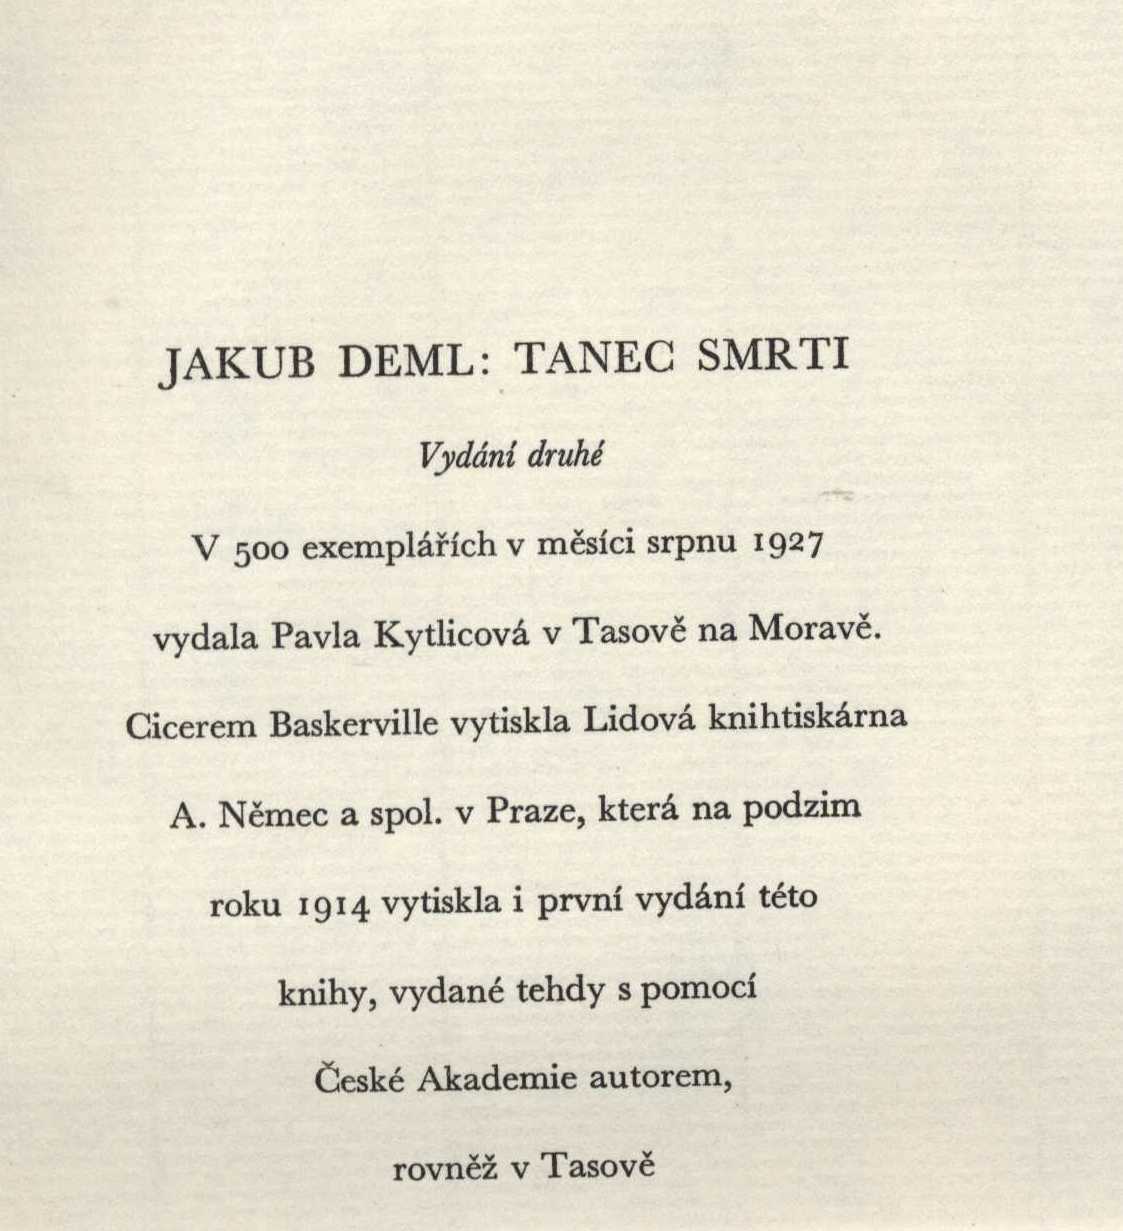 JAKUB DEML: TANEC SMRTI
Vydání druhé
V 500 exemplářích v měsíci srpnu 1927
vydala Pavla Kytlicová v Tasově na Moravě.
Cicerem Baskerville vytiskla Lidová knihtiskárna
A. Němec a spol. v Praze, která na podzim
roku 1914 vytiskla i první vydání této
knihy, vydané tehdy s pomocí
České Akademie autorem,
rovněž v Tasově